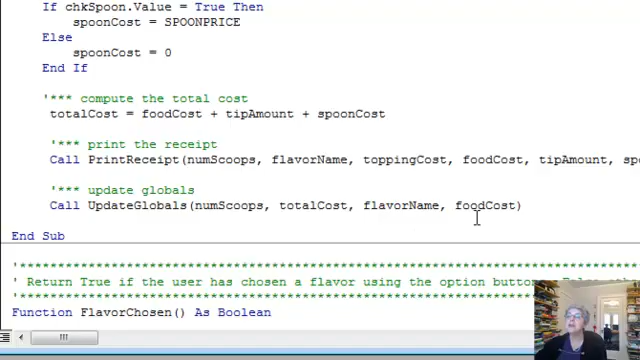 If chkSpoon.Value = True Then
spoonCost = SPOONPRICE
Else
spoonCost = 0
End If
'*** compute the total cost
totalCost = foodCost + tipAmount + spoonCost
'*** print the receipt
Call PrintReceipt(numScoops, flavorName, toppingCost, foodCost, tipAmount, sp
'*** update globals
Call UpdateGlobals(numScoops, totalCost, flavorName, foodCost)
End Sub
'*******************************************************************
' Return True if the user has chosen a flavor using the option button
'*******************************************************************
Function FlavorChosen() As Boolean